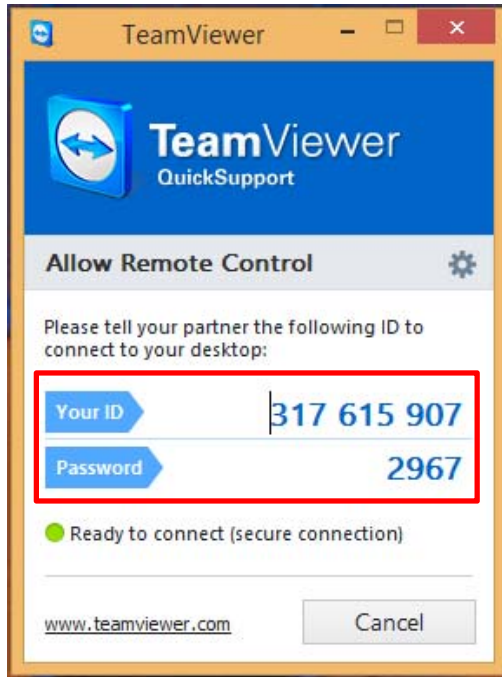 TeamViewer
TeamViewer
QuickSupport
Allow Remote Control
Please tell your partner the following ID to
connect to your desktop:
Your ID 317 615 907
Password 2967
Ready to connect (secure connection)
www.teamviewer.com Cancel